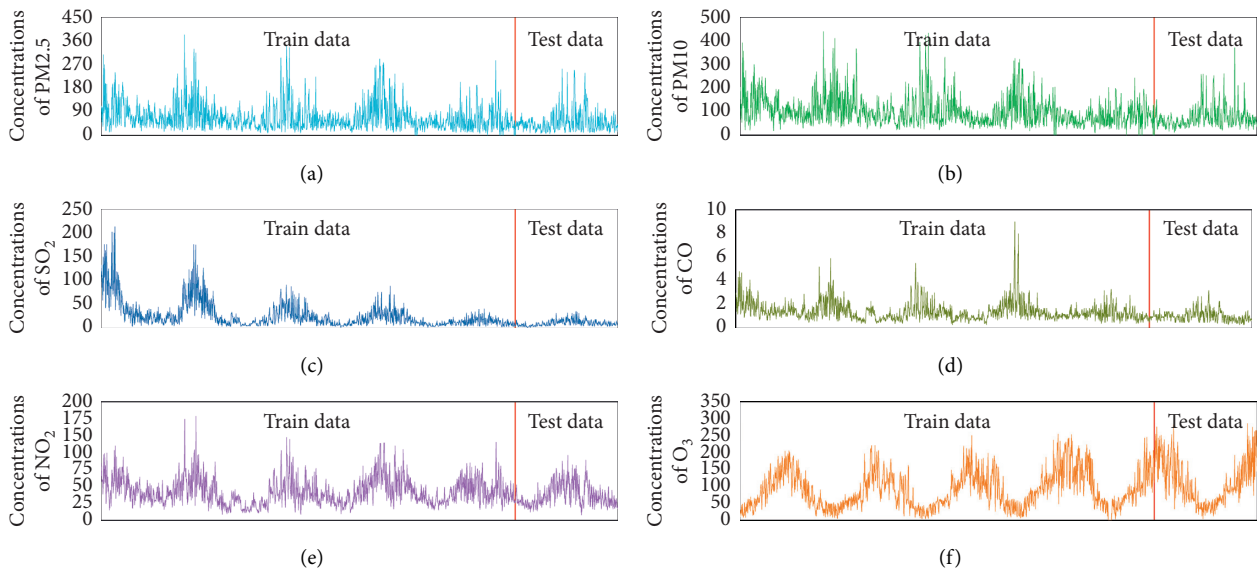 Concentrations
of PM2.5
450
360
270
180
90
0
Train data
Test data
(a)
Concentrations
of PM10
500
400
300
200
100
0
Train data
Test data
(b)
Concentrations
of SO2
250
200
150
100
50
0
Train data
Test data
(c)
Concentrations
of CO
10
8
6
4
2
0
Train data
Test data
(d)
Concentrations
of NO2
200
175
150
100
75
50
25
0
Train data
Test data
(e)
Concentrations
of O3
350
300
250
200
150
100
50
0
Train data
Test data
(f)